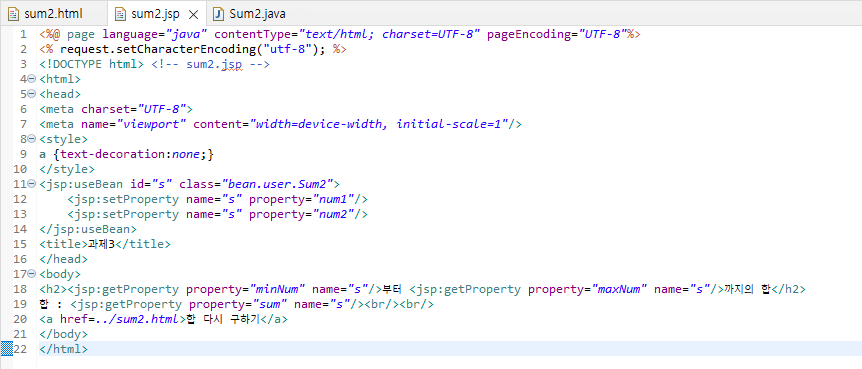 sum2.html sum2.jsp Sum2.java
1 <%@ page language="java" contentType="text/html; charset=UTF-8" pageEncoding="UTF-8"%>
2 <% request.setCharacterEncoding("utf-8"); %>
3 <!DOCTYPE html> <!-- sum2.jsp -->
4 <html>
5 <head>
6 <meta charset="UTF-8">
7 <meta name="viewport" content="width=device-width, initial-scale=1"/>
8 <style>
9 a {text-decoration:none;}
10 </style>
11 <jsp:useBean id="s" class="bean.user.Sum2">
12 <jsp:setProperty name="s" property="num1"/>
13 <jsp:setProperty name="s" property="num2"/>
14 </jsp:useBean>
15 <title>과제3</title>
16 </head>
17 <body>
18 <h2><jsp:getProperty property="minNum" name="s"/>부터 <jsp:getProperty property="maxNum" name="s"/>까지의 합</h2>
19 합 : <jsp:getProperty property="sum" name="s"/><br/><br/>
20 <a href=../sum2.html>합 다시 구하기</a>
21 </body>
22 </html>